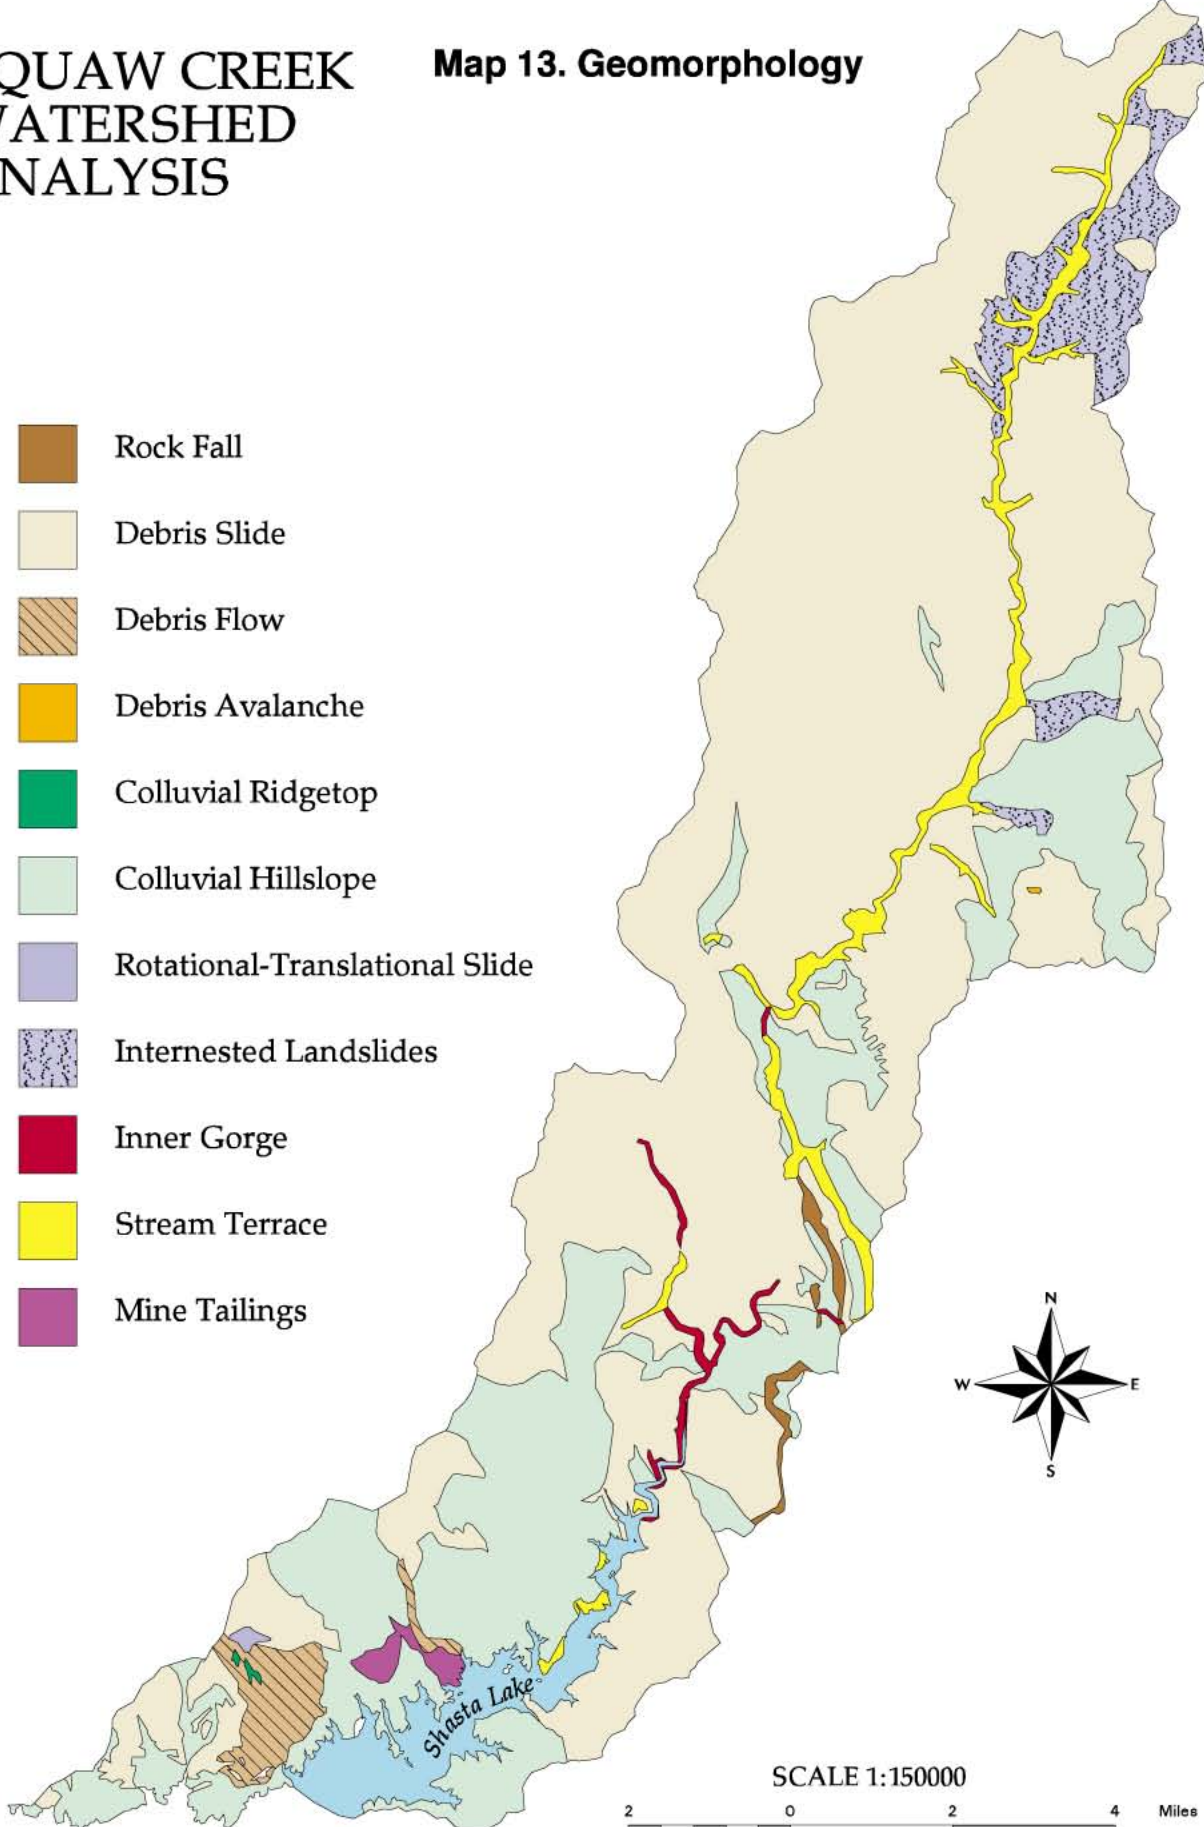 QUAW CREEK
WATERSHED
NALYSIS
Map 13. Geomorphology
Rock Fall
Debris Slide
Debris Flow
Debris Avalanche
Colluvial Ridgetop
Colluvial Hillslope
Rotational-Translational Slide
Internested Landslides
Inner Gorge
Stream Terrace
Mine Tailings
N
W
E
S
Shasta Lake
SCALE 1:150000
2 0 2 4 Miles